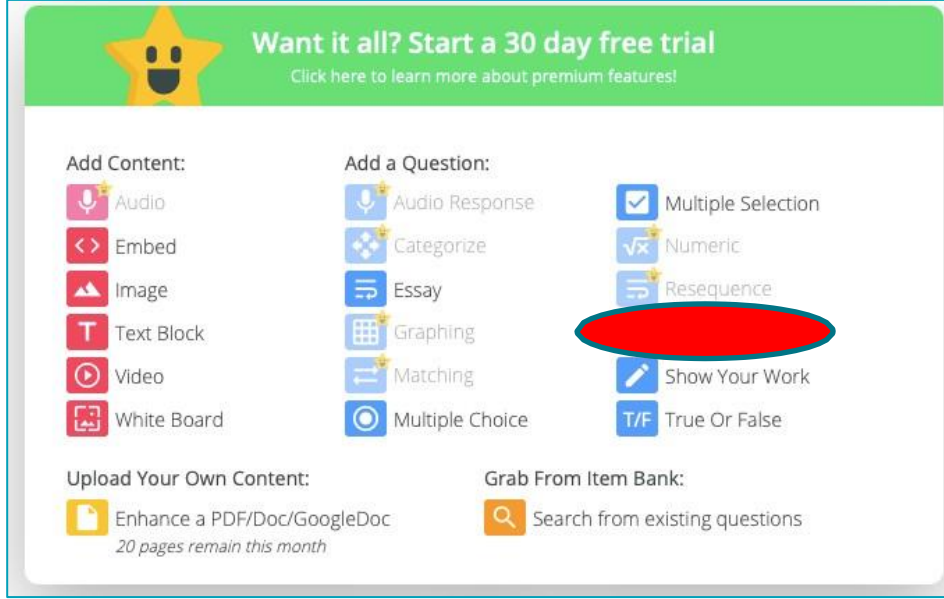 Want it all? Start a 30 day free trial
Click here to learn more about premium features!
Add Content:
Audio
Embed
Image
T Text Block
Video
White Board
Add a Question:
Audio Response
Categorize
Essay
Graphing
Matching
Multiple Choice
Multiple Selection
√x Numeric
Resequence
Show Your Work
T/F True Or False
Upload Your Own Content:
Enhance a PDF/Doc/GoogleDoc
20 pages remain this month
Grab From Item Bank:
Search from existing questions